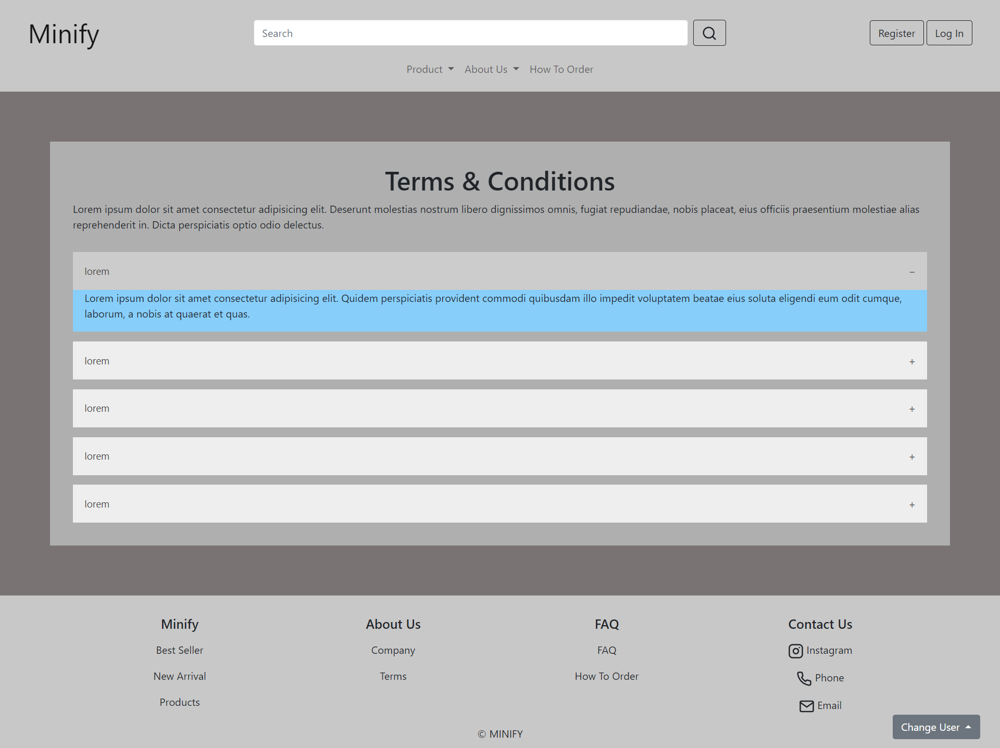 Minify
Search
Register
Log In
Product
About Us
How To Order
Terms & Conditions
Lorem ipsum dolor sit amet consectetur adipisicing elit. Deserunt molestias nostrum libero dignissimos omnis, fugiat repudiandae, nobis placeat, eius officiis praesentium molestiae alias
reprehenderit in. Dicta perspiciatis optio odio delectus.
lorem −
Lorem ipsum dolor sit amet consectetur adipisicing elit. Quidem perspiciatis provident commodi quibusdam illo impedit voluptatem beatae eius soluta eligendi eum odit cumque,
laborum, a nobis at quaerat et quas.
lorem +
lorem +
lorem +
lorem +
Minify
Best Seller
New Arrival
Products
About Us
Company
Terms
FAQ
FAQ
How To Order
Contact Us
Instagram
Phone
Email
Change User
© MINIFY